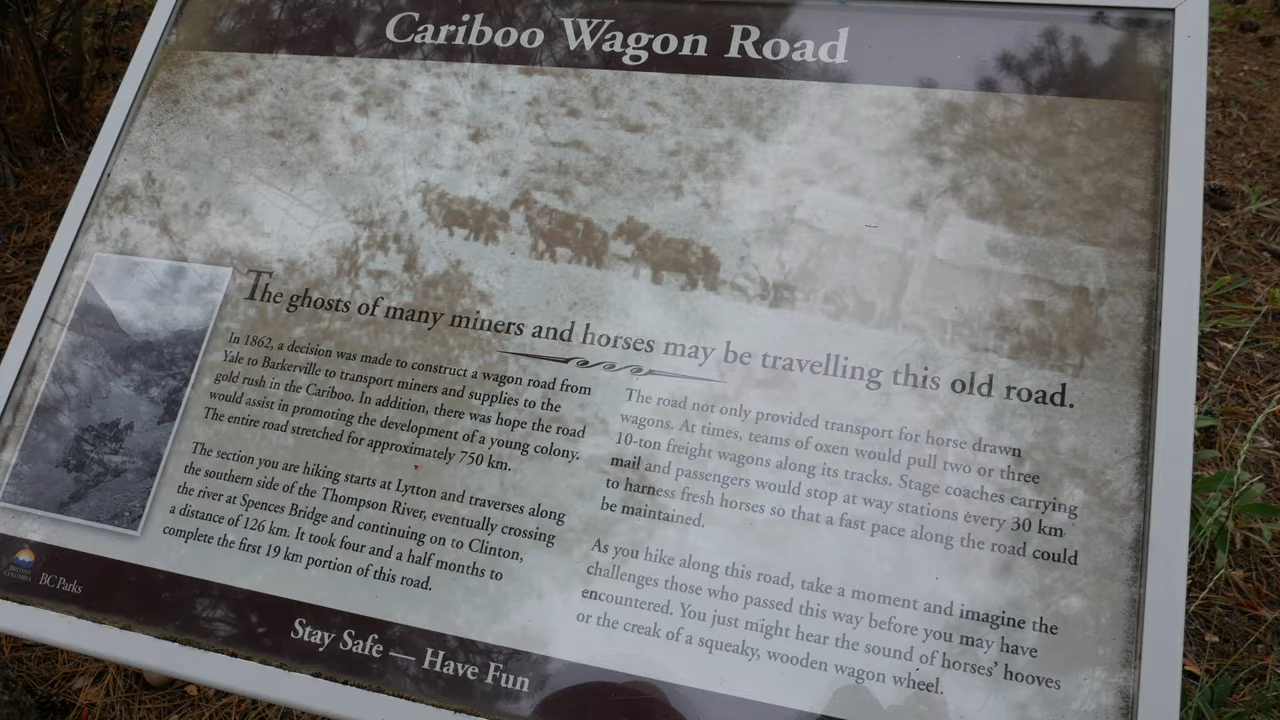 Cariboo Wagon Road
The ghosts of many miners and horses may be travelling this old road.
In 1862, a decision was made to construct a wagon road from
Yale to Barkerville to transport miners and supplies to the
gold rush in the Cariboo. In addition, there was hope the road
would assist in promoting the development of a young colony.
The entire road stretched for approximately 750 km.
The section you are hiking starts at Lytton and traverses along
the southern side of the Thompson River, eventually crossing
the river at Spences Bridge and continuing on to Clinton,
a distance of 126 km. It took four and a half months to
complete the first 19 km portion of this road.
The road not only provided transport for horse drawn
wagons. At times, teams of oxen would pull two or three
10-ton freight wagons along its tracks. Stage coaches carrying
mail and passengers would stop at way stations every 30 km
to harness fresh horses so that a fast pace along the road could
be maintained.
As you hike along this road, take a moment and imagine the
challenges those who passed this way before you may have
encountered. You just might hear the sound of horses' hooves
or the creak of a squeaky, wooden wagon wheel.
BRITISH
COLUMBIA
BC Parks
Stay Safe — Have Fun